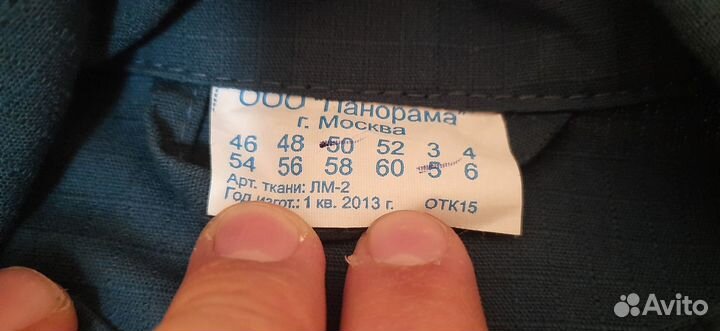 ООО "Панорама"
г. Москва
46 48 50 52 3 4
54 56 58 60 5 6
Арт. ткани: ЛМ-2
Год изгот.: 1 кв. 2013 г. ОТК15
Avito